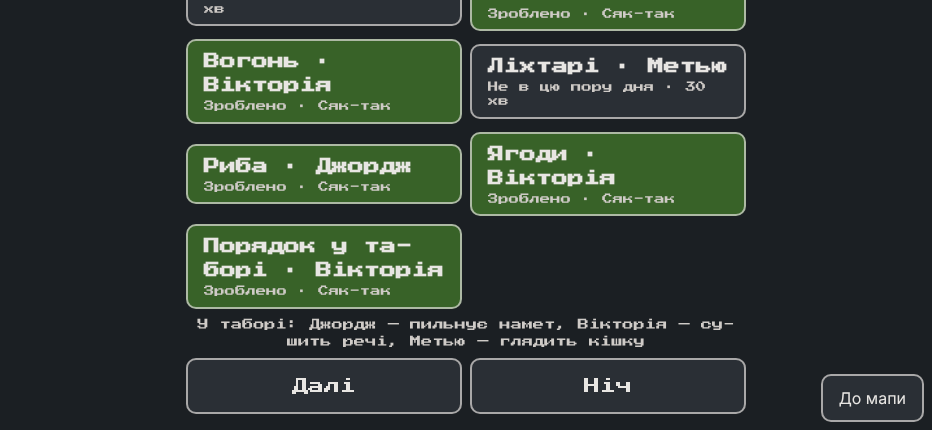 хв
Зроблено · Сяк-так
Вогонь ·
Вікторія
Зроблено · Сяк-так
Ліхтарі · Метью
Не в цю пору дня · 30
хв
Риба · Джордж
Зроблено · Сяк-так
Ягоди ·
Вікторія
Зроблено · Сяк-так
Порядок у та-
борі · Вікторія
Зроблено · Сяк-так
У таборі: Джордж — пильнує намет, Вікторія — су-
шить речі, Метью — глядить кішку
Далі
Ніч
До мапи